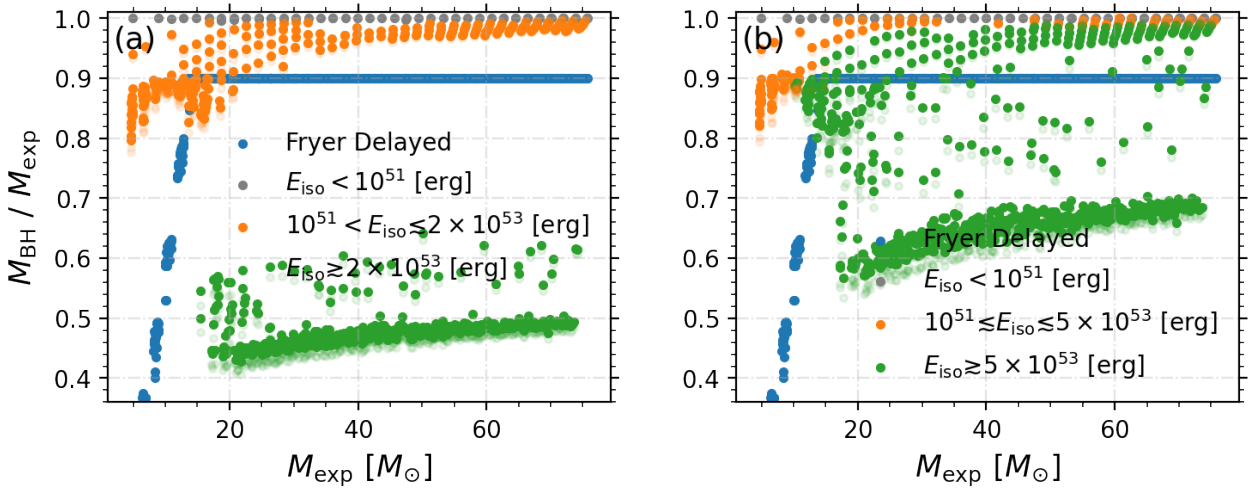 (a)
M_BH / M_exp
1.0
0.9
0.8
0.7
0.6
0.5
0.4
20
40
60
M_exp [M_⊙]
Fryer Delayed
E_iso < 10^51 [erg]
10^51 < E_iso ≲ 2 × 10^53 [erg]
E_iso ≳ 2 × 10^53 [erg]
(b)
1.0
0.9
0.8
0.7
0.6
0.5
0.4
20
40
60
M_exp [M_⊙]
Fryer Delayed
E_iso < 10^51 [erg]
10^51 ≲ E_iso ≲ 5 × 10^53 [erg]
E_iso ≳ 5 × 10^53 [erg]